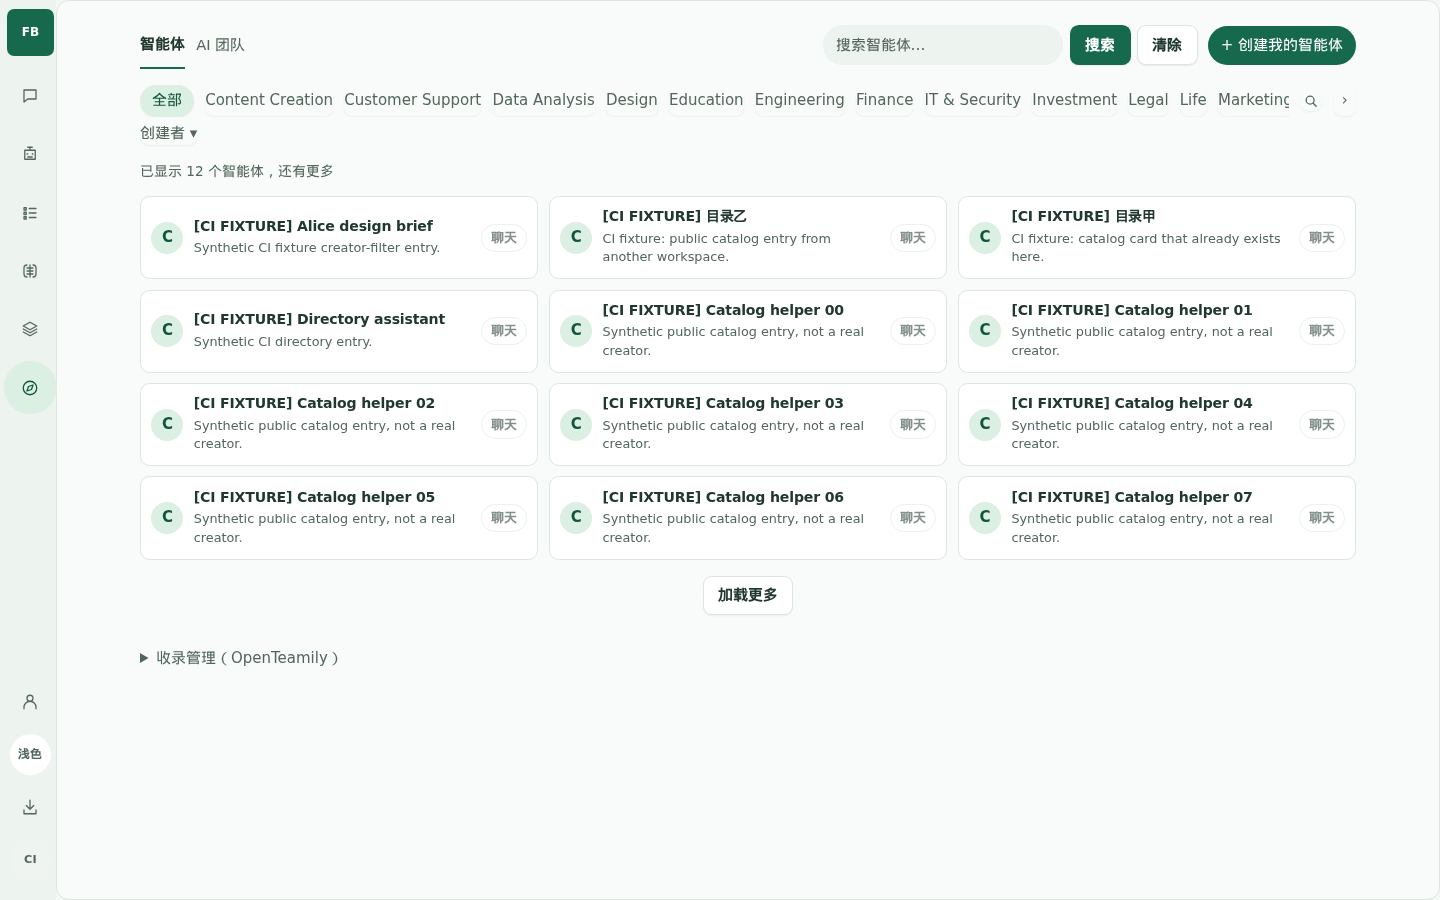 FB
智能体 AI 团队
搜索智能体...
搜索
清除
+ 创建我的智能体
全部 Content Creation Customer Support Data Analysis Design Education Engineering Finance IT & Security Investment Legal Life Marketing
创建者 ▾
已显示 12 个智能体，还有更多
C
[CI FIXTURE] Alice design brief
Synthetic CI fixture creator-filter entry.
聊天
C
[CI FIXTURE] 目录乙
CI fixture: public catalog entry from
another workspace.
聊天
C
[CI FIXTURE] 目录甲
CI fixture: catalog card that already exists
here.
聊天
C
[CI FIXTURE] Directory assistant
Synthetic CI directory entry.
聊天
C
[CI FIXTURE] Catalog helper 00
Synthetic public catalog entry, not a real
creator.
聊天
C
[CI FIXTURE] Catalog helper 01
Synthetic public catalog entry, not a real
creator.
聊天
C
[CI FIXTURE] Catalog helper 02
Synthetic public catalog entry, not a real
creator.
聊天
C
[CI FIXTURE] Catalog helper 03
Synthetic public catalog entry, not a real
creator.
聊天
C
[CI FIXTURE] Catalog helper 04
Synthetic public catalog entry, not a real
creator.
聊天
C
[CI FIXTURE] Catalog helper 05
Synthetic public catalog entry, not a real
creator.
聊天
C
[CI FIXTURE] Catalog helper 06
Synthetic public catalog entry, not a real
creator.
聊天
C
[CI FIXTURE] Catalog helper 07
Synthetic public catalog entry, not a real
creator.
聊天
加载更多
▶ 收录管理（OpenTeamily）
浅色
CI